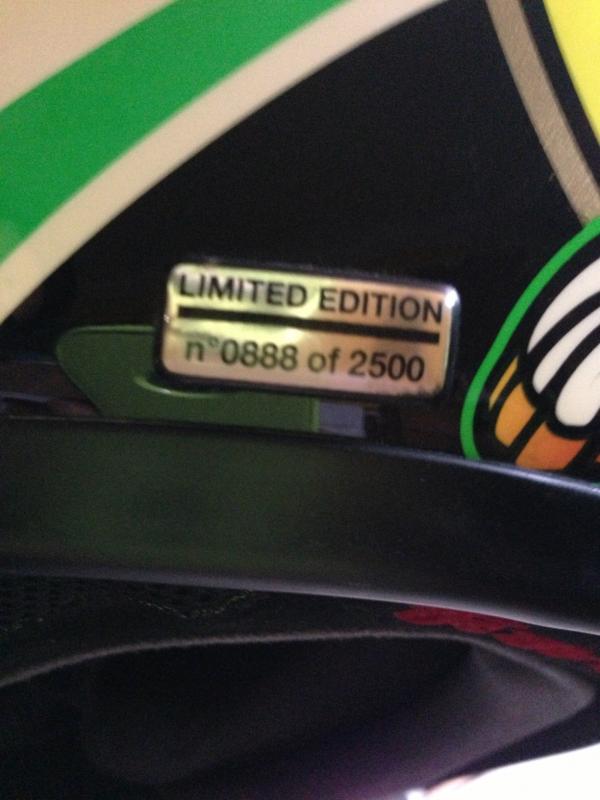 LIMITED EDITION
n°0888 of 2500